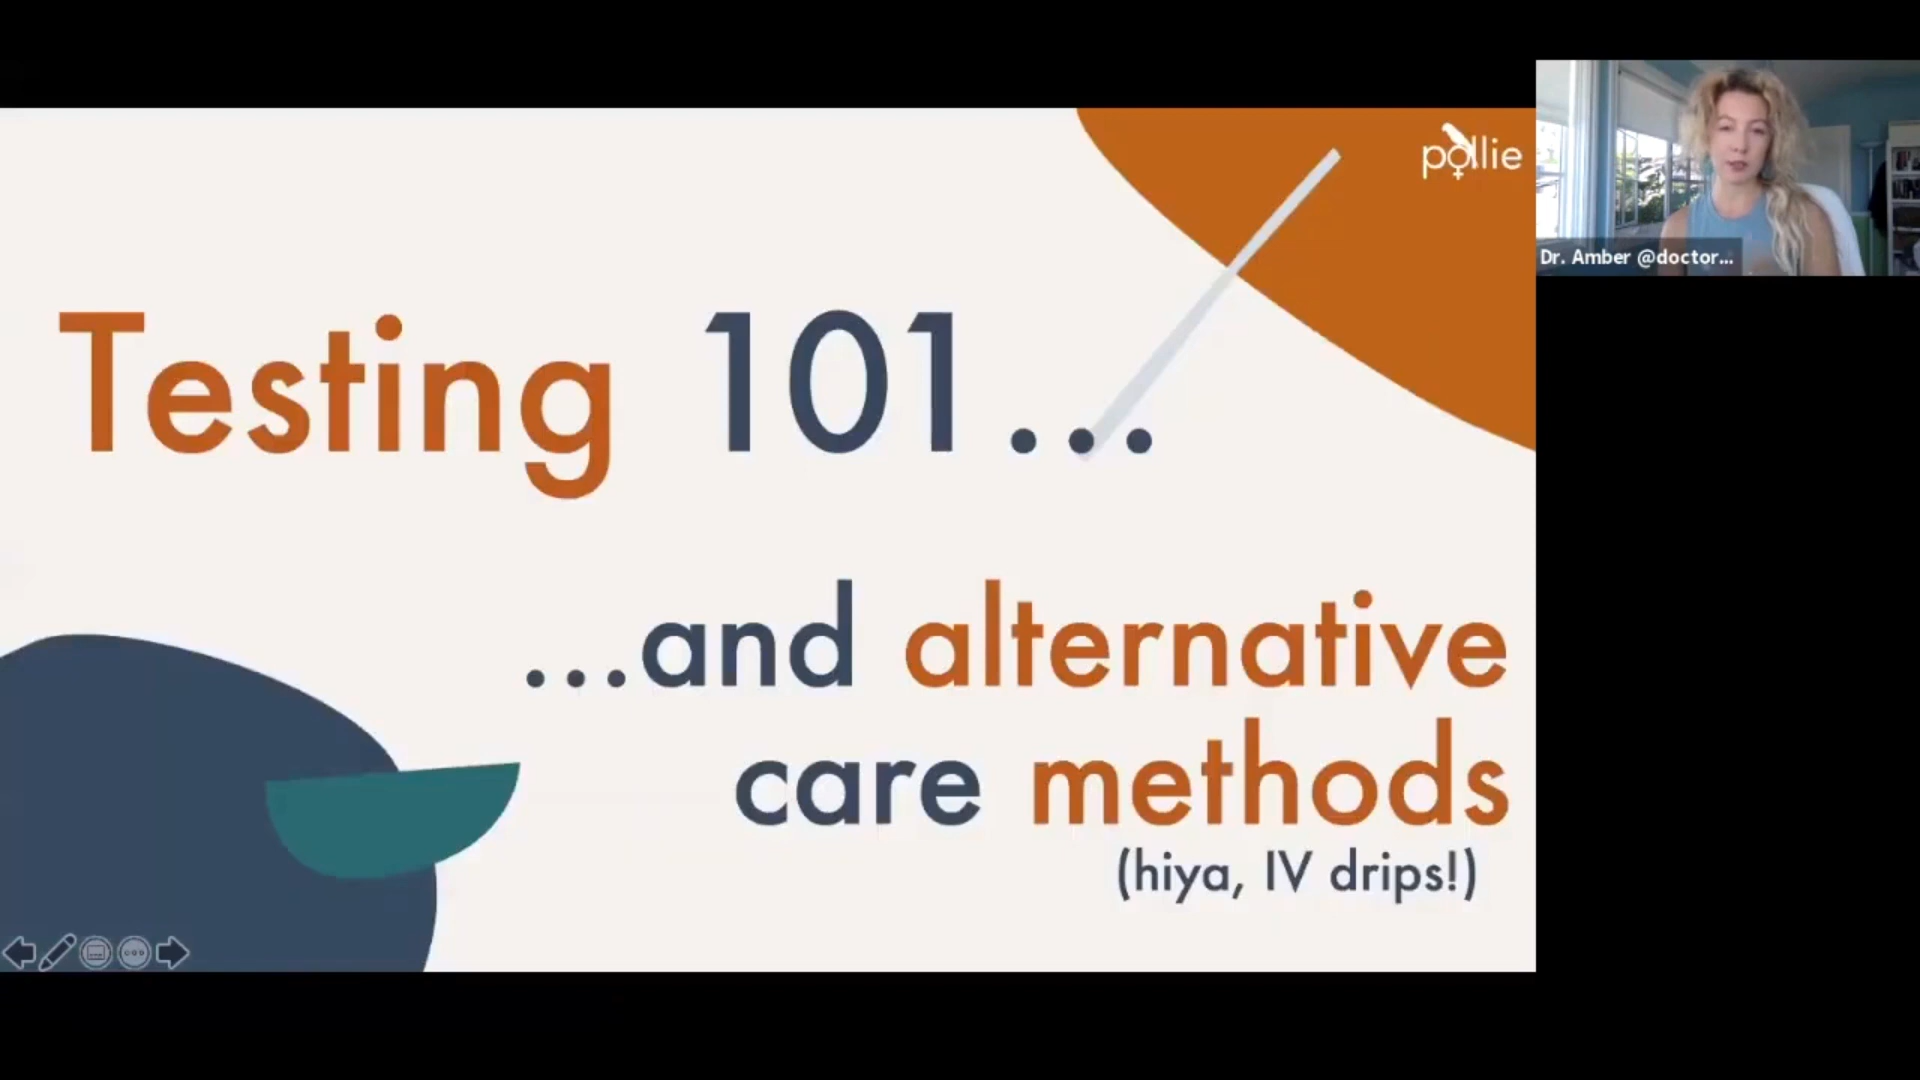 pollie
Testing 101...
...and alternative
care methods
(hiya, IV drips!)
Dr. Amber @doctor...